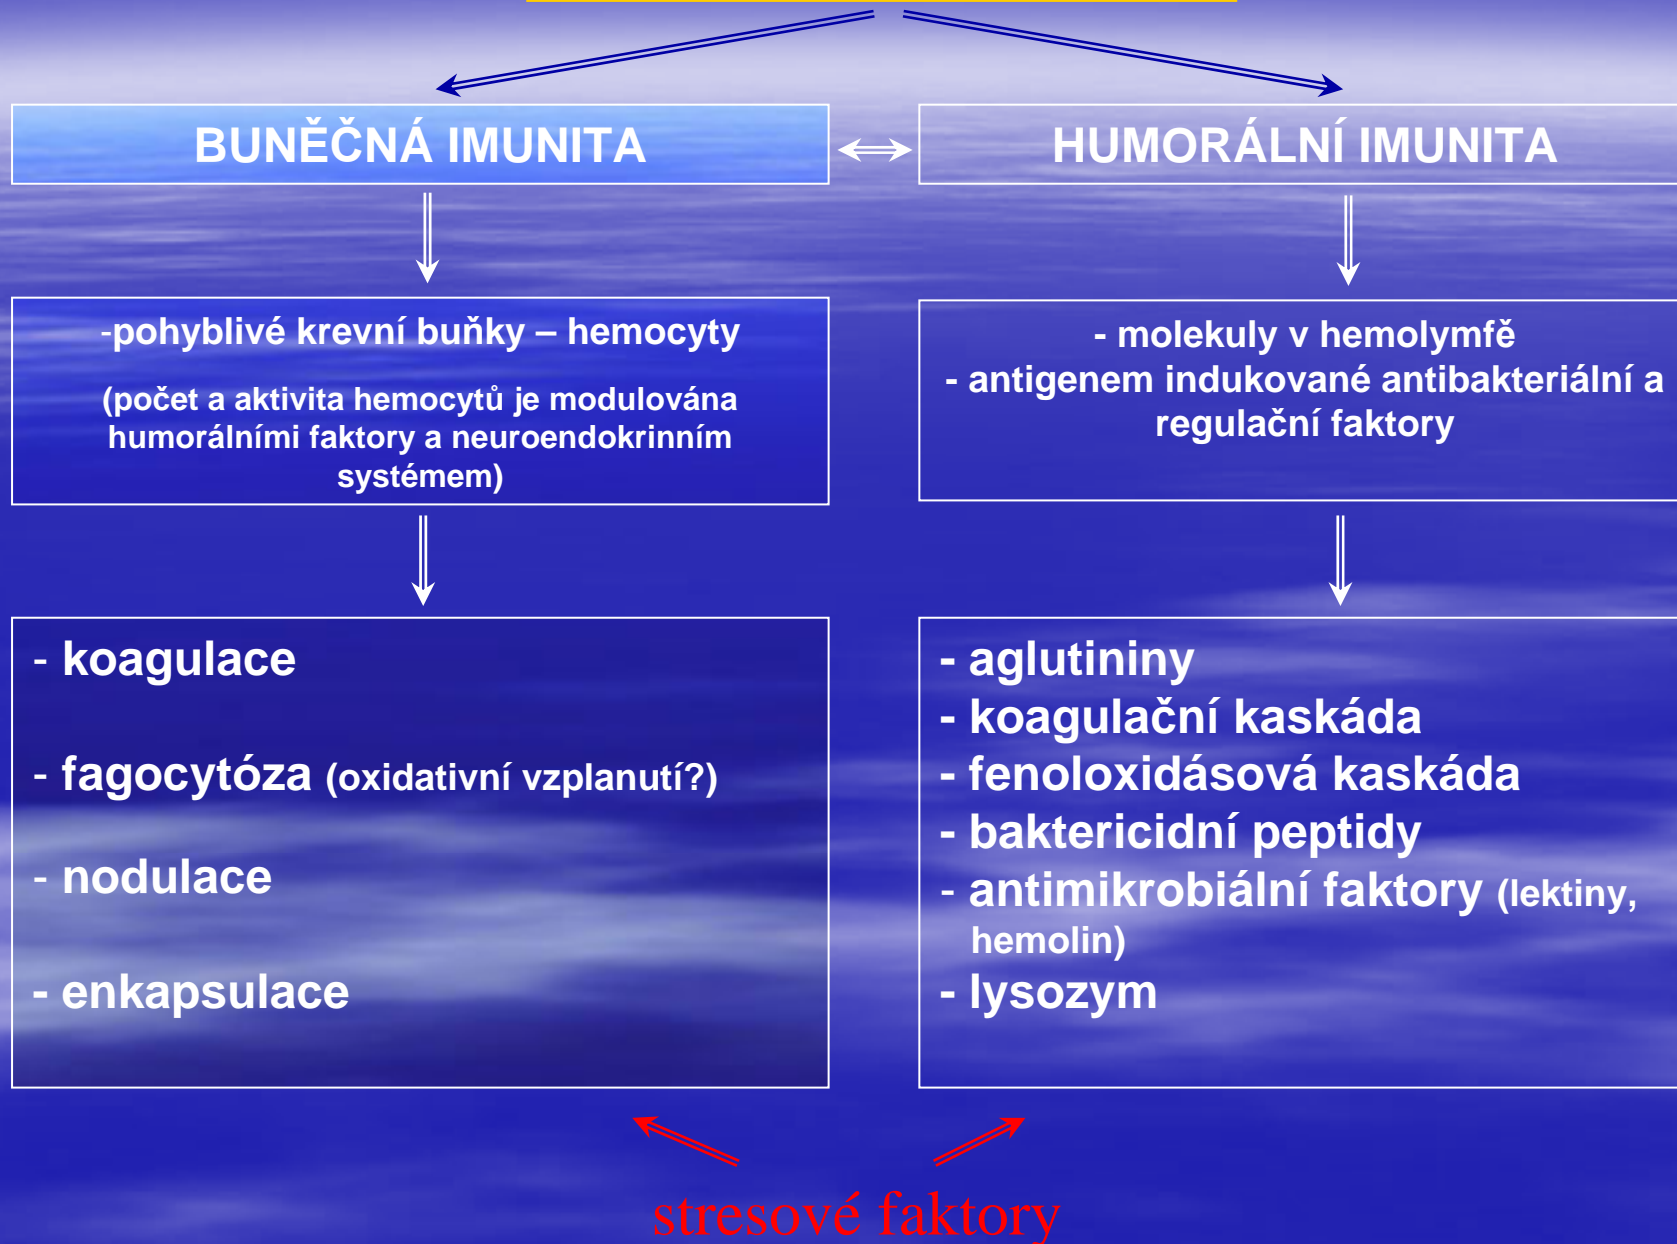 BUNĚČNÁ IMUNITA
HUMORÁLNÍ IMUNITA
-pohyblivé krevní buňky – hemocyty
(počet a aktivita hemocytů je modulována
humorálními faktory a neuroendokrinním
systémem)
- molekuly v hemolymfě
- antigenem indukované antibakteriální a
regulační faktory
- koagulace
- fagocytóza (oxidativní vzplanutí?)
- nodulace
- enkapsulace
- aglutininy
- koagulační kaskáda
- fenoloxidásová kaskáda
- baktericidní peptidy
- antimikrobiální faktory (lektiny,
hemolin)
- lysozym
stresové faktory